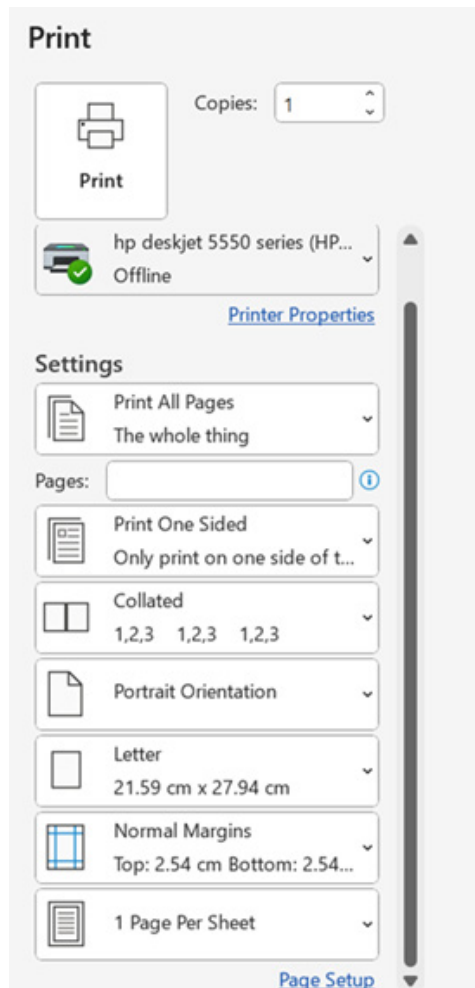 Print
Copies: 1
Print
hp deskjet 5550 series (HP...
Offline
Printer Properties
Settings
Print All Pages
The whole thing
Pages:
Print One Sided
Only print on one side of t...
Collated
1,2,3 1,2,3 1,2,3
Portrait Orientation
Letter
21.59 cm x 27.94 cm
Normal Margins
Top: 2.54 cm Bottom: 2.54...
1 Page Per Sheet
Page Setup